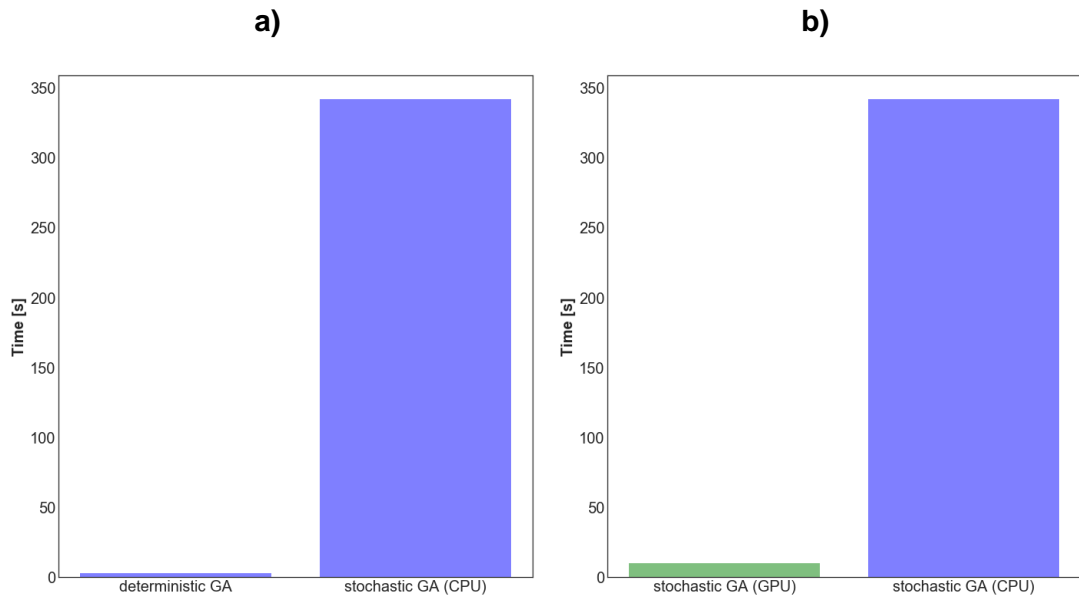 a)
350
300
250
200
150
100
50
0
Time [s]
deterministic GA
stochastic GA (CPU)
b)
350
300
250
200
150
100
50
0
Time [s]
stochastic GA (GPU)
stochastic GA (CPU)